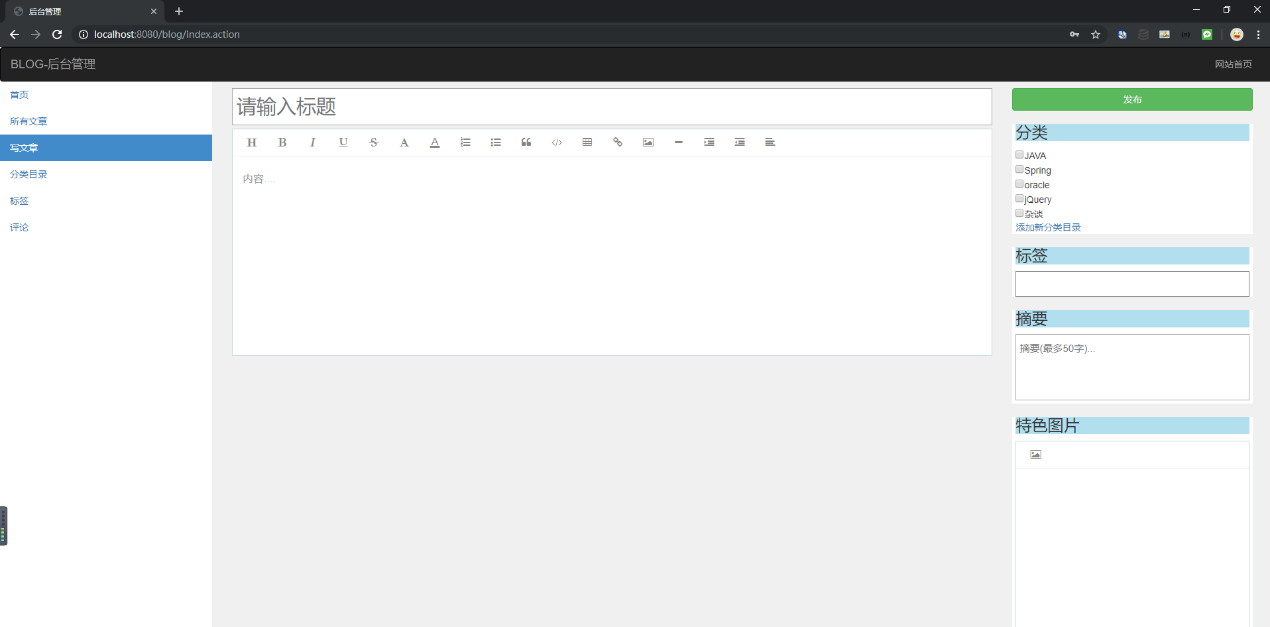 后台管理
localhost:8080/blog/index.action
BLOG-后台管理
网站首页
首页
所有文章
写文章
分类目录
标签
评论
请输入标题
H B I U S A A
内容....
发布
分类
JAVA
Spring
oracle
jQuery
杂谈
添加新分类目录
标签
摘要
摘要(最多50字)...
特色图片